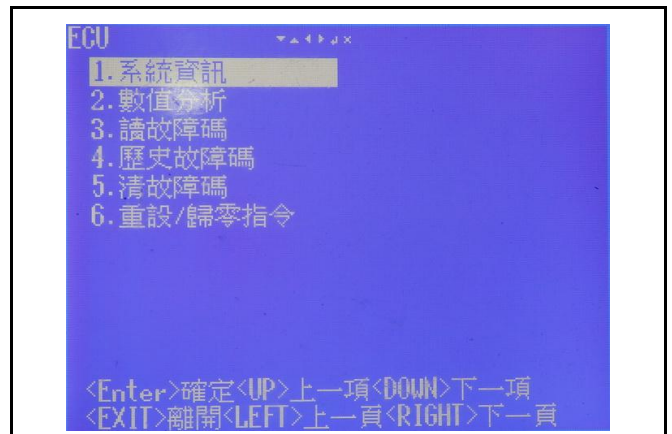 ECU ▼▲◀▶↲×
1.系統資訊
2.數值分析
3.讀故障碼
4.歷史故障碼
5.清故障碼
6.重設/歸零指令
<Enter>確定<UP>上一項<DOWN>下一項
<EXIT>離開<LEFT>上一頁<RIGHT>下一頁